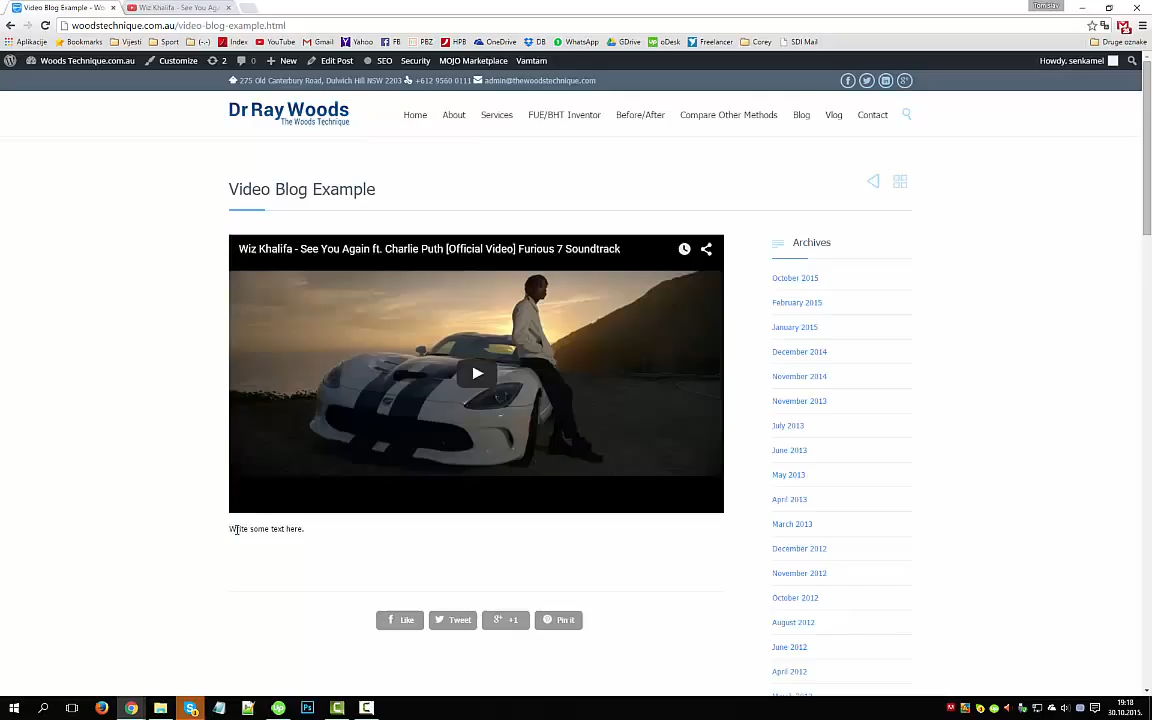 Video Blog Example - Wo
Wiz Khalifa - See You Aga
Tomislav
woodstechnique.com.au/video-blog-example.html
Aplikacije Bookmarks Vijesti Sport (-.-) Index YouTube Gmail Yahoo FB PBZ HPB OneDrive DB WhatsApp GDrive oDesk Freelancer Corey SDI Mail Druge oznake
Woods Technique.com.au Customize 2 0 New Edit Post SEO Security MOJO Marketplace Vamtam Howdy, senkamel
275 Old Canterbury Road, Dulwich Hill NSW 2203 +612 9560 0111 admin@thewoodstechnique.com
Dr Ray Woods
The Woods Technique
Home About Services FUE/BHT Inventor Before/After Compare Other Methods Blog Vlog Contact
Video Blog Example
Wiz Khalifa - See You Again ft. Charlie Puth [Official Video] Furious 7 Soundtrack
Write some text here.
Like Tweet +1 Pin it
Archives
October 2015
February 2015
January 2015
December 2014
November 2014
November 2013
July 2013
June 2013
May 2013
April 2013
March 2013
December 2012
November 2012
October 2012
August 2012
June 2012
April 2012
19:18
30.10.2015.